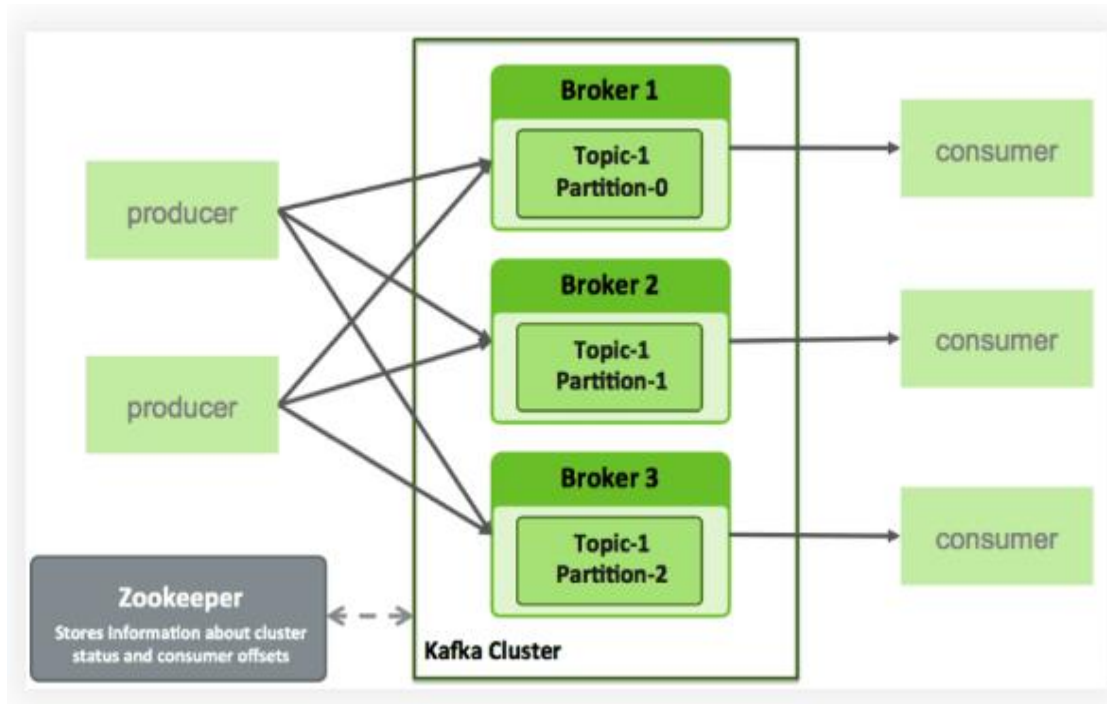 Broker 1
Topic-1
Partition-0
consumer
producer
Broker 2
Topic-1
Partition-1
consumer
producer
Broker 3
Topic-1
Partition-2
consumer
Zookeeper
Stores Information about cluster
status and consumer offsets
Kafka Cluster